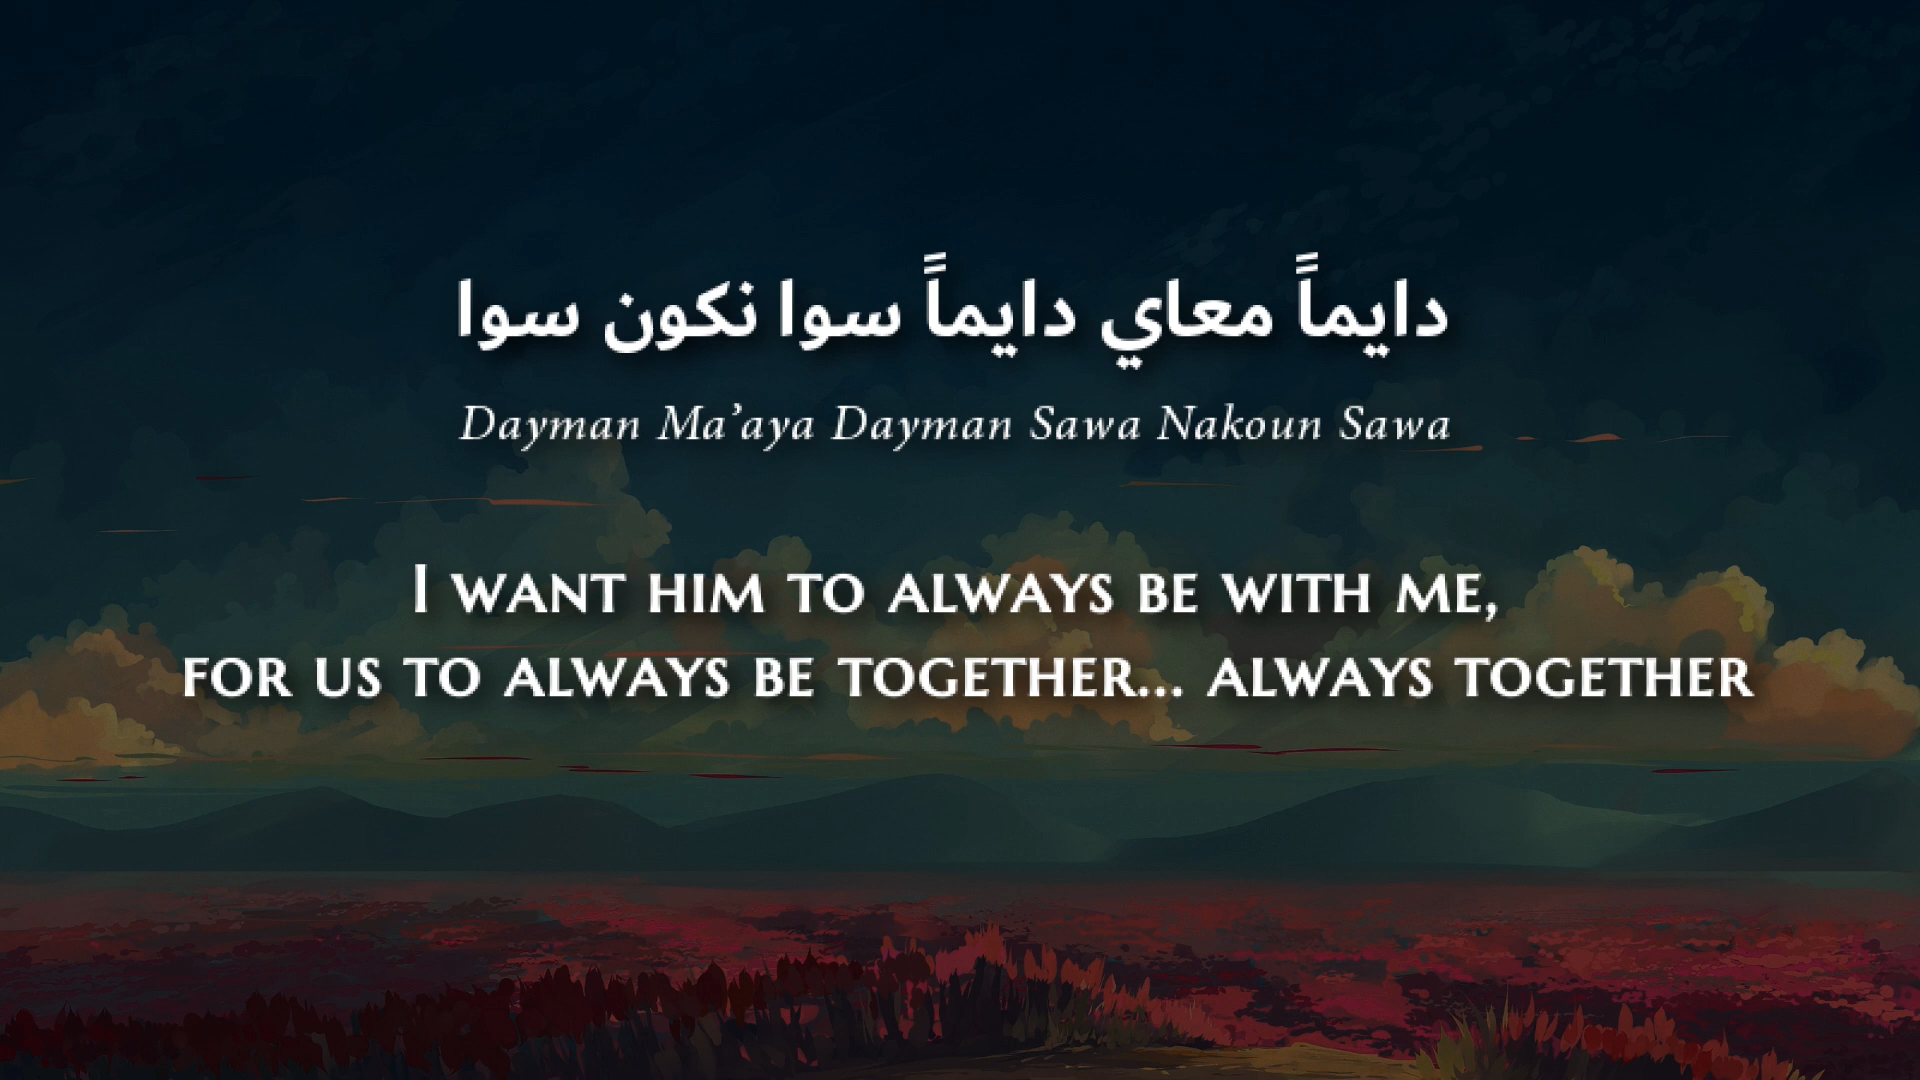 دايماً معاي دايماً سوا نكون سوا
Dayman Ma’aya Dayman Sawa Nakoun Sawa
I WANT HIM TO ALWAYS BE WITH ME,
FOR US TO ALWAYS BE TOGETHER... ALWAYS TOGETHER